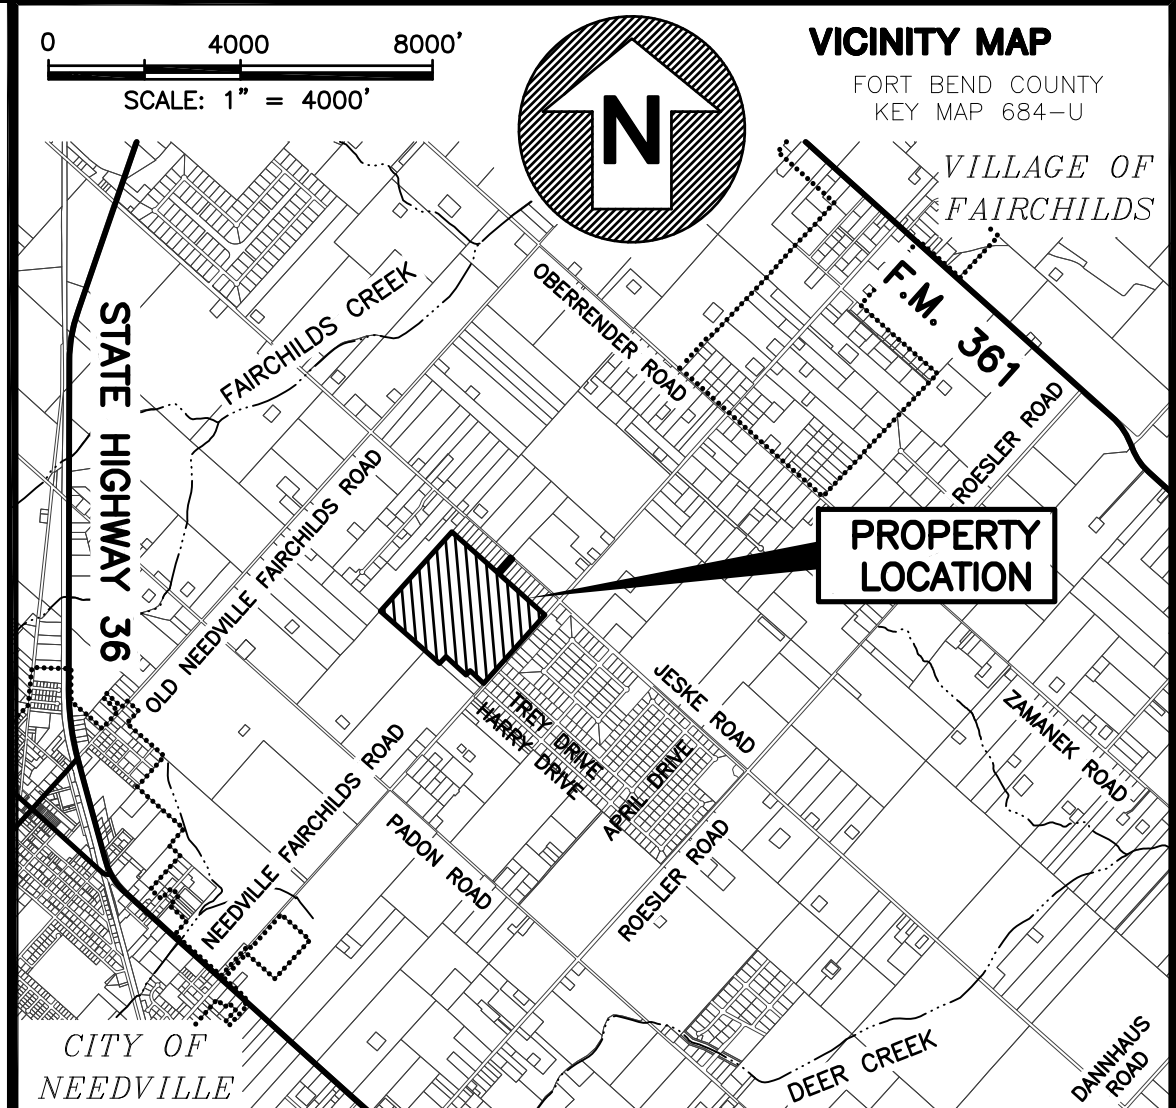 0 4000 8000'
SCALE: 1" = 4000'
N
VICINITY MAP
FORT BEND COUNTY
KEY MAP 684-U
VILLAGE OF
FAIRCHILDS
F.M. 361
OBERRENDER ROAD
FAIRCHILDS CREEK
STATE HIGHWAY 36
ROESLER ROAD
OLD NEEDVILLE FAIRCHILDS ROAD
PROPERTY
LOCATION
JESKE ROAD
ZAMANEK ROAD
TREY DRIVE
HARRY DRIVE
APRIL DRIVE
NEEDVILLE FAIRCHILDS ROAD
PADON ROAD
ROESLER ROAD
CITY OF
NEEDVILLE
DEER CREEK
DANNHAUS
ROAD